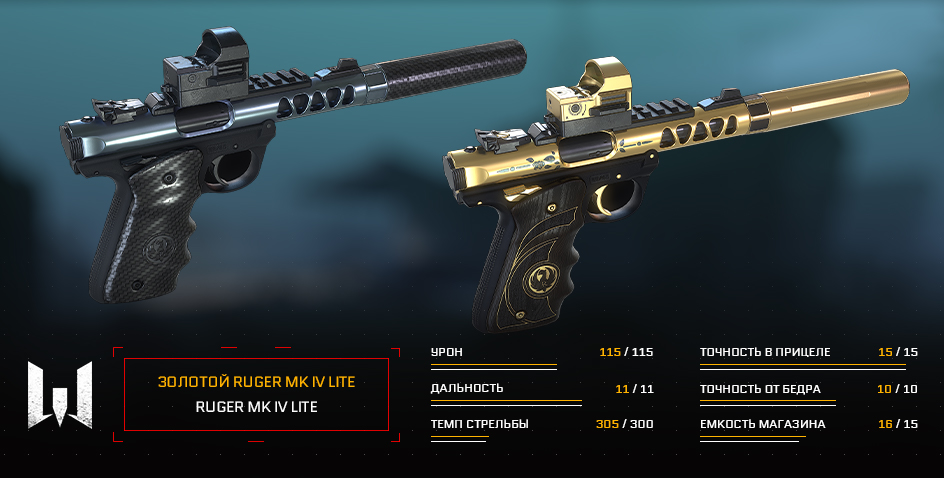 ЗОЛОТОЙ RUGER MK IV LITE
RUGER MK IV LITE
УРОН 115 / 115
ДАЛЬНОСТЬ 11 / 11
ТЕМП СТРЕЛЬБЫ 305 / 300
ТОЧНОСТЬ В ПРИЦЕЛЕ 15 / 15
ТОЧНОСТЬ ОТ БЕДРА 10 / 10
ЕМКОСТЬ МАГАЗИНА 16 / 15